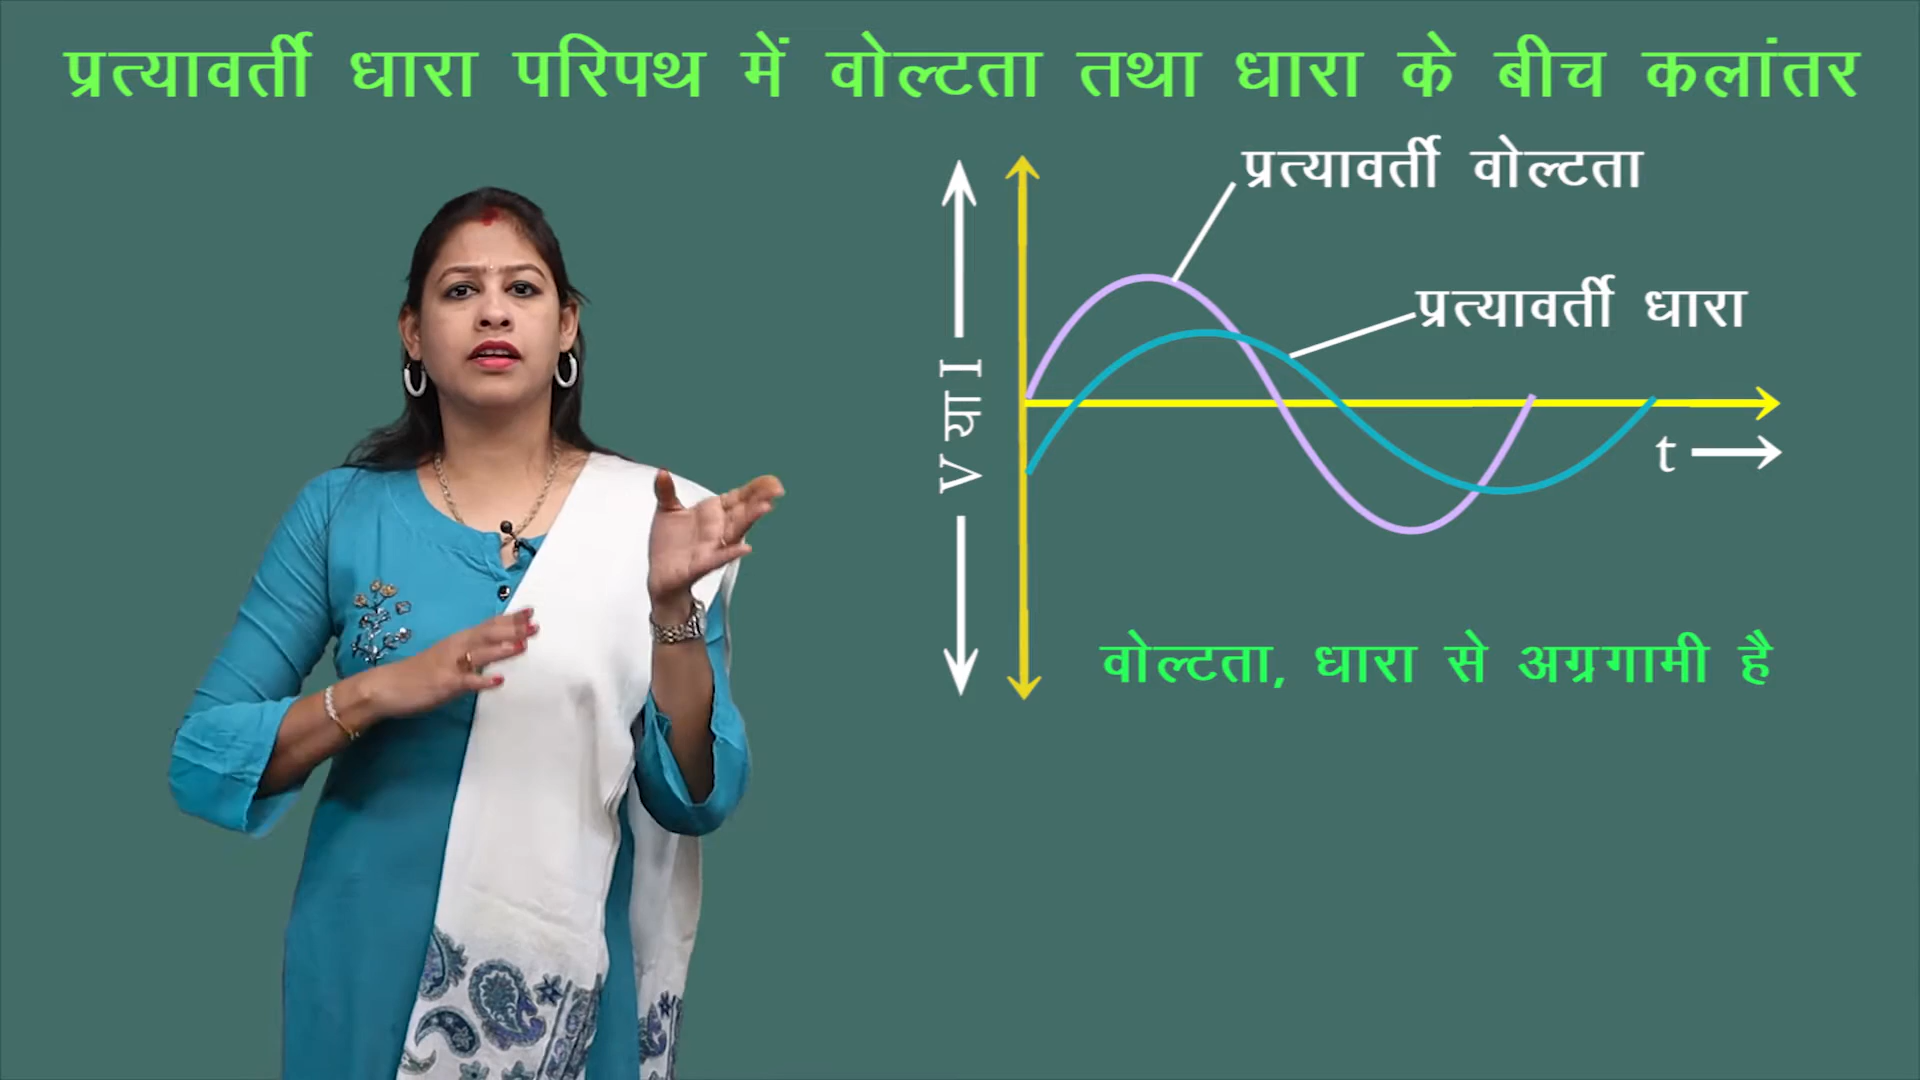 प्रत्यावर्ती धारा परिपथ में वोल्टता तथा धारा के बीच कलांतर
प्रत्यावर्ती वोल्टता
प्रत्यावर्ती धारा
V या I
t
वोल्टता, धारा से अग्रगामी है